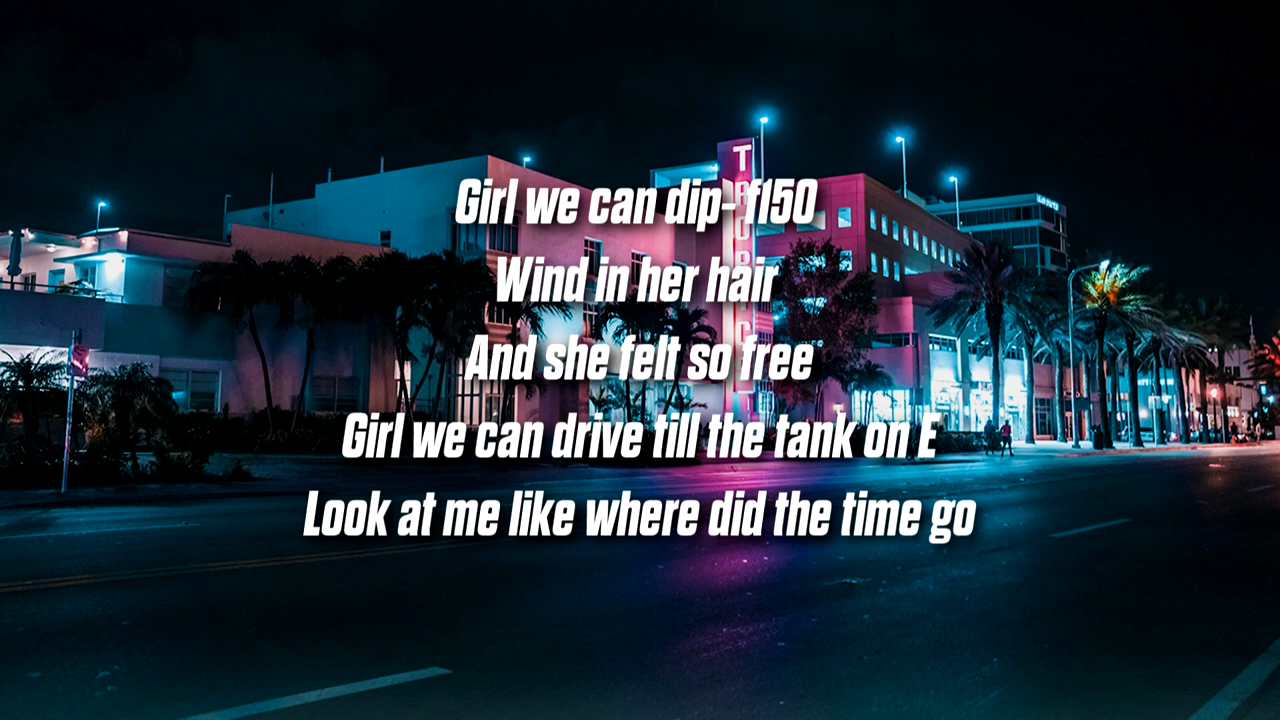 Girl we can dip- f150
Wind in her hair
And she felt so free
Girl we can drive till the tank on E
Look at me like where did the time go